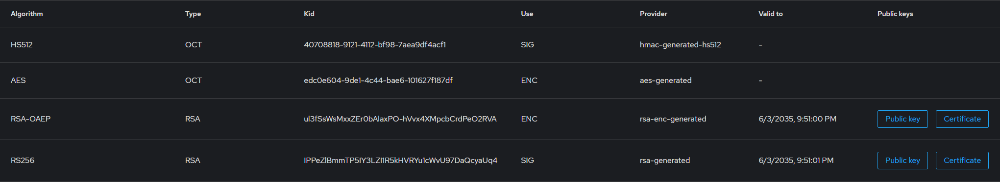 Algorithm Type Kid Use Provider Valid to Public keys
HS512 OCT 40708818-9121-4112-bf98-7aea9df4acf1 SIG hmac-generated-hs512 -
AES OCT edc0e604-9de1-4c44-bae6-101627f187df ENC aes-generated -
RSA-OAEP RSA ul3fSsWsMxxZEr0bAlaxPO-hVvx4XMpcbCrdPeO2RVA ENC rsa-enc-generated 6/3/2035, 9:51:00 PM Public key Certificate
RS256 RSA IPPeZlBmmTP5IY3LZI1R5kHVRYu1cWvU97DaQcyaUq4 SIG rsa-generated 6/3/2035, 9:51:01 PM Public key Certificate